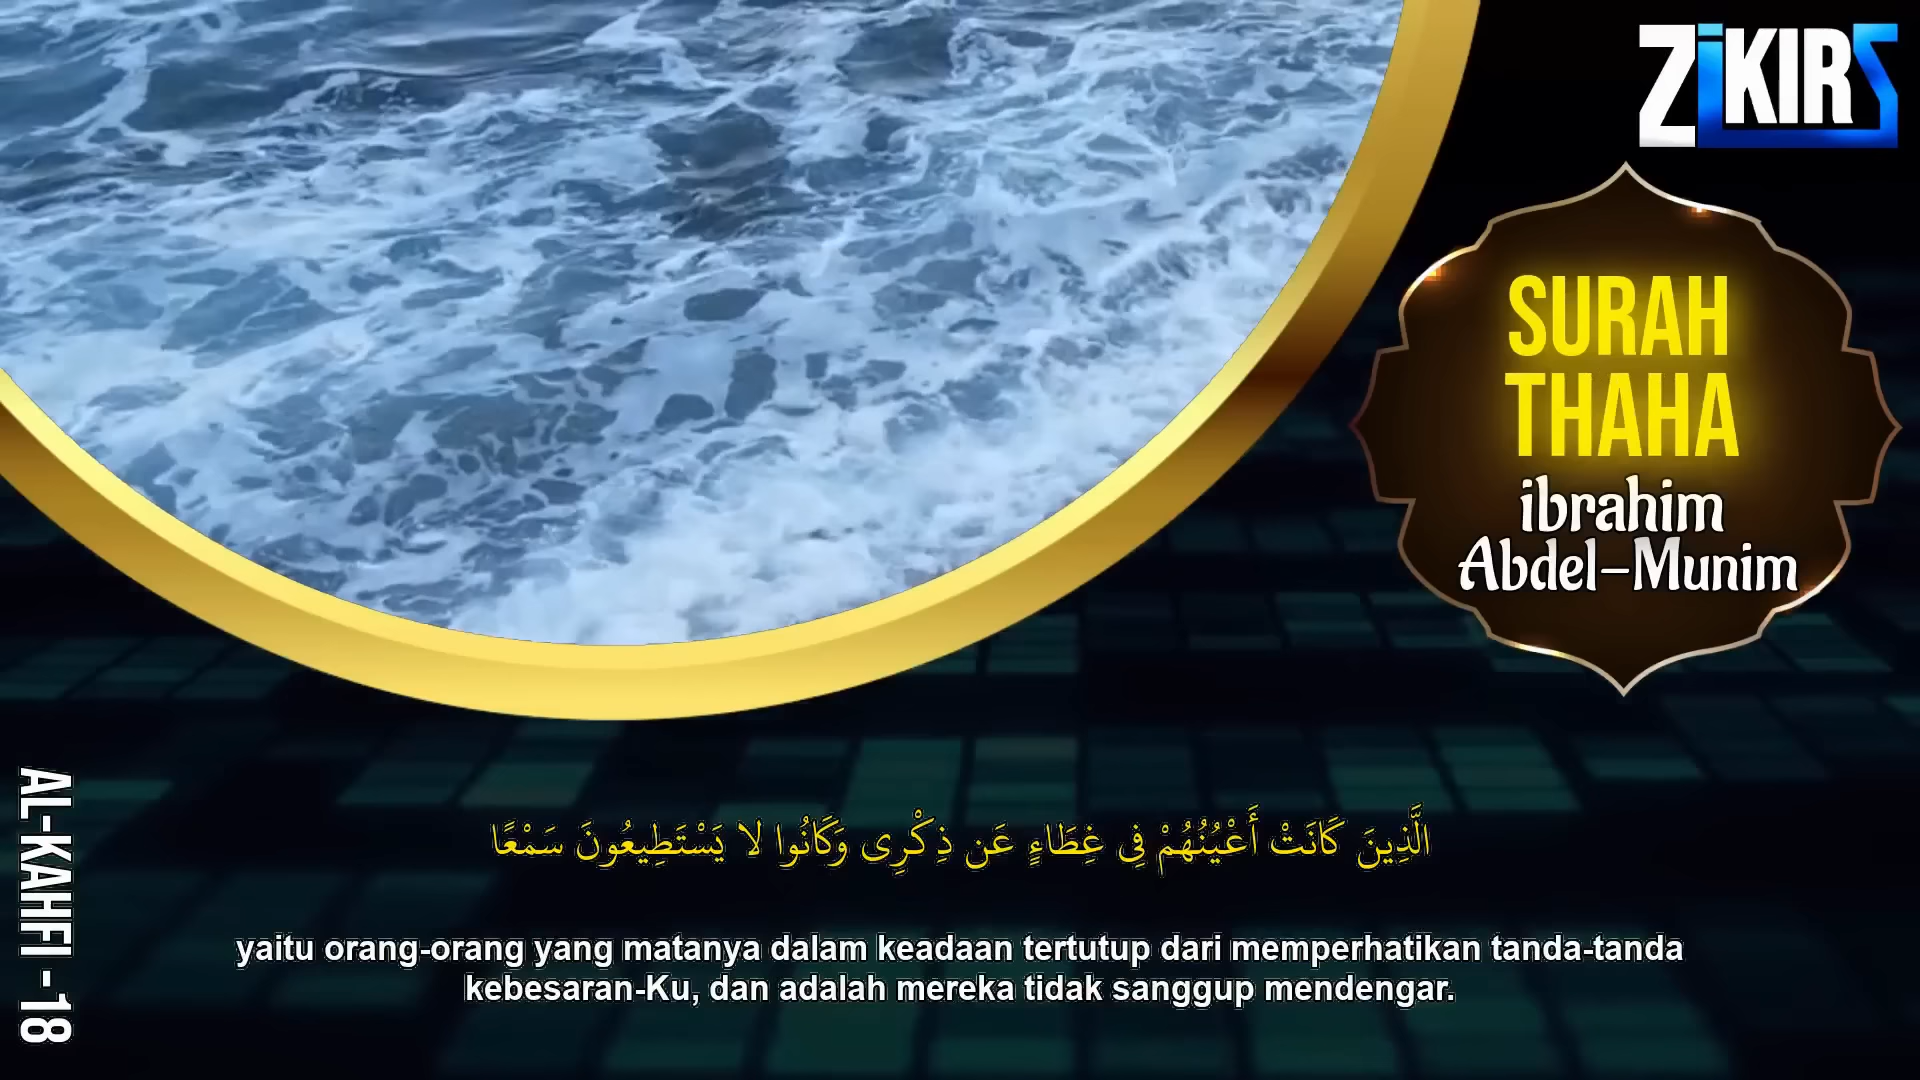 ZiKIR
SURAH
THAHA
ibrahim
Abdel-Munim
AL-KAHFI - 18
الَّذِينَ كَانَتْ أَعْيُنُهُمْ فِى غِطَاءٍ عَن ذِكْرِى وَكَانُوا لا يَسْتَطِيعُونَ سَمْعًا
yaitu orang-orang yang matanya dalam keadaan tertutup dari memperhatikan tanda-tanda
kebesaran-Ku, dan adalah mereka tidak sanggup mendengar.